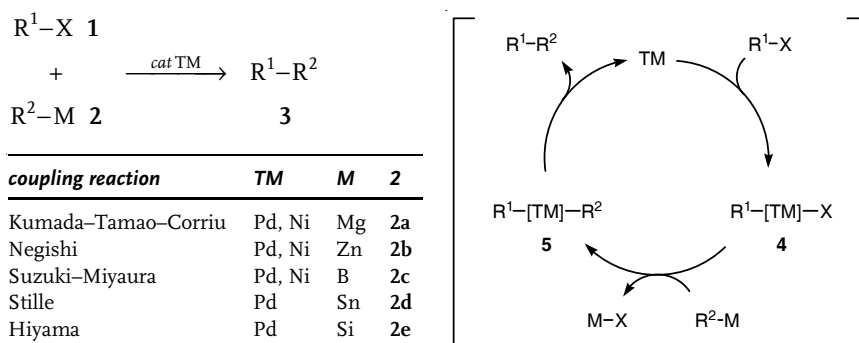 R¹–X 1
+
cat TM
R¹–R²
R²–M 2
3
coupling reaction TM M 2
Kumada–Tamao–Corriu Pd, Ni Mg 2a
Negishi Pd, Ni Zn 2b
Suzuki–Miyaura Pd, Ni B 2c
Stille Pd Sn 2d
Hiyama Pd Si 2e
R¹–R² TM R¹–X
R¹–[TM]–R² R¹–[TM]–X
5 4
M–X R²-M